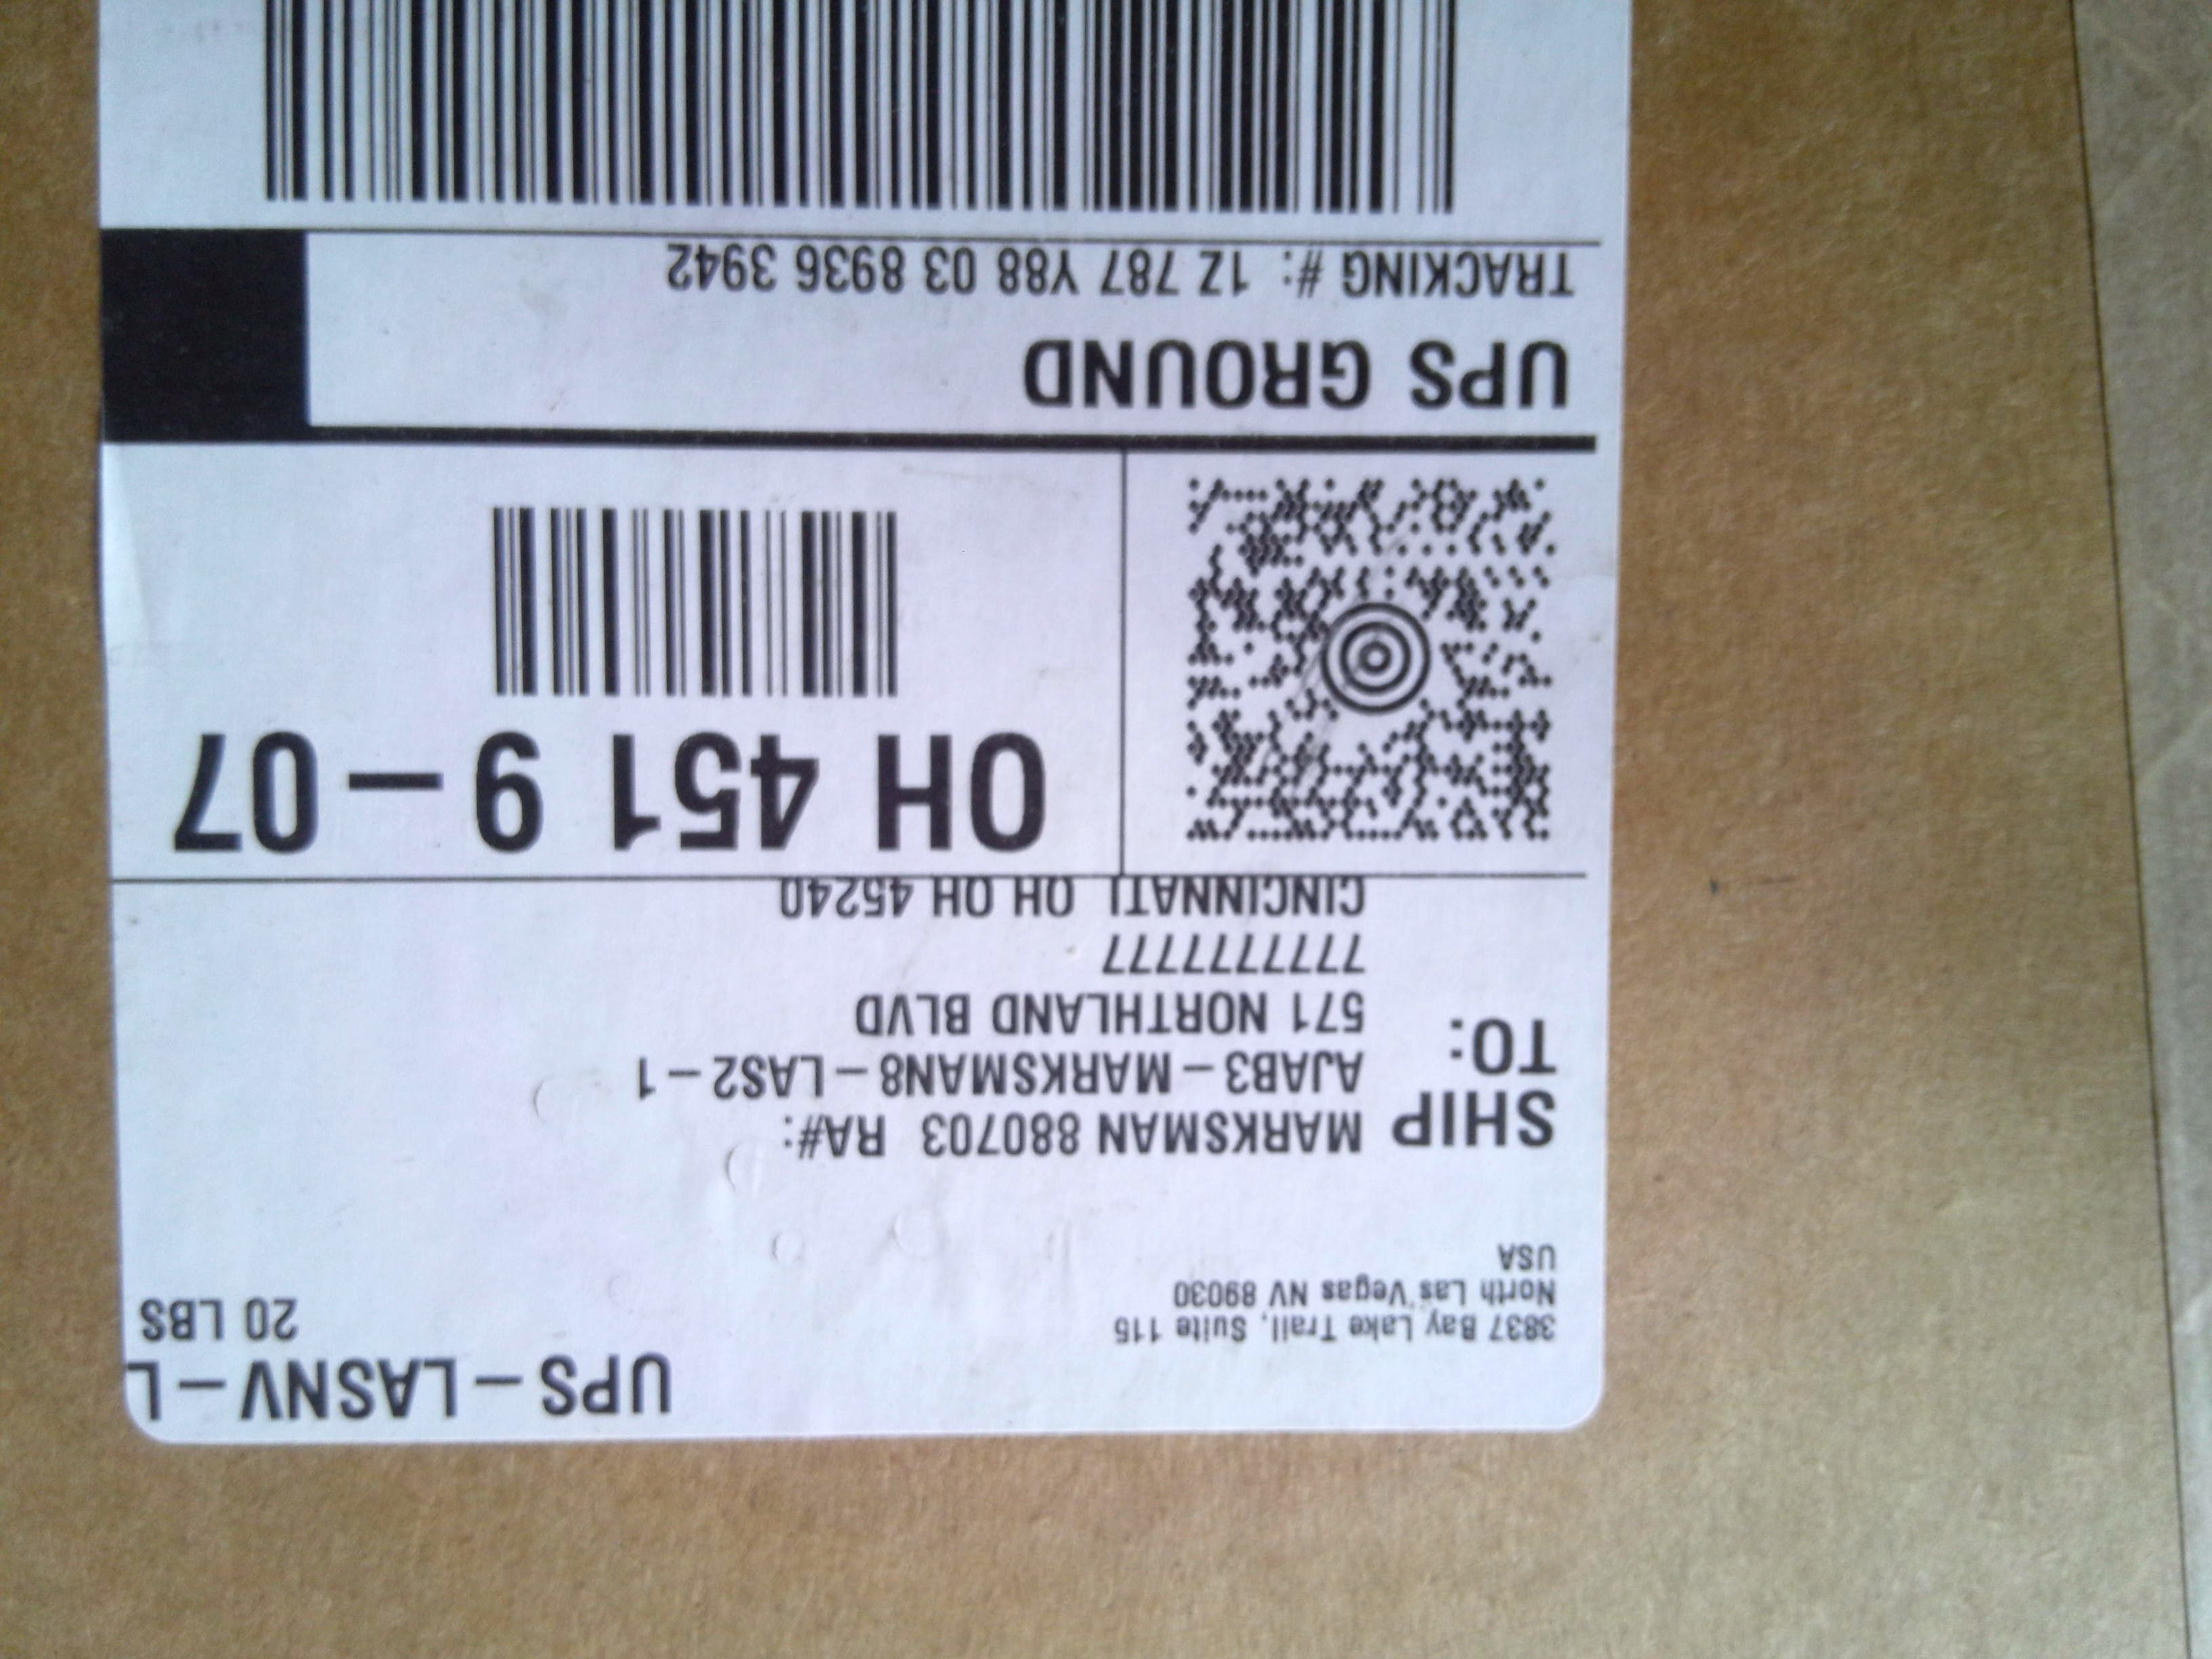 UPS-LASNV-L
20 LBS
3837 Bay Lake Trail, Suite 115
North Las Vegas NV 89030
USA
SHIP
TO:
MARKSMAN 880703 RA#:
AJAB3-MARKSMAN8-LAS2-1
571 NORTHLAND BLVD
7777777777
CINCINNATI OH OH 45240
OH 451 9-07
UPS GROUND
TRACKING #: 1Z 787 Y88 03 8936 3942